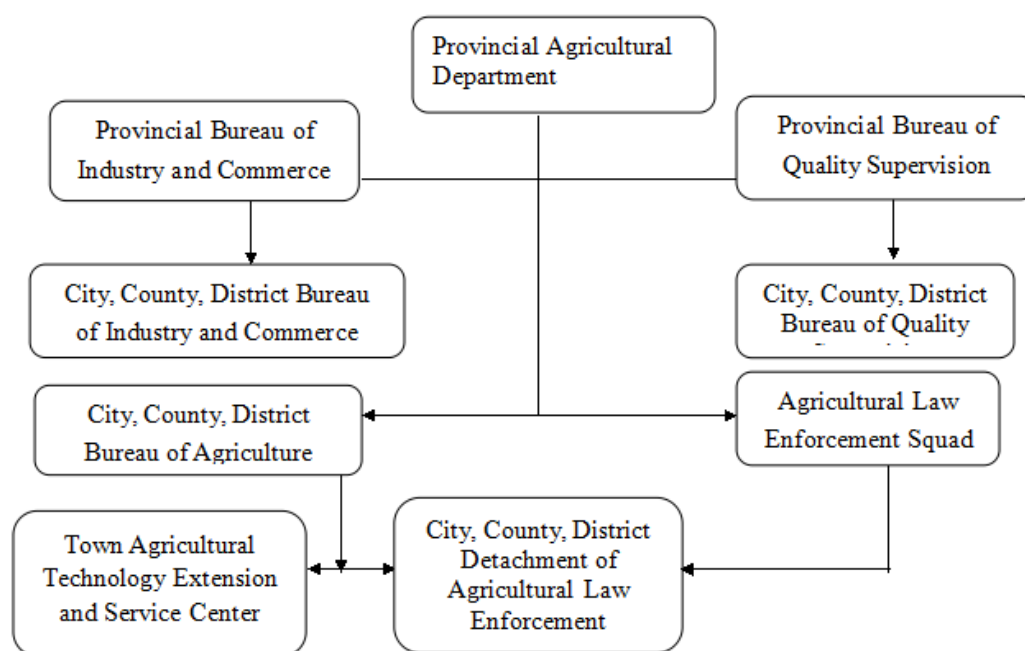 Provincial Agricultural
Department
Provincial Bureau of
Industry and Commerce
Provincial Bureau of
Quality Supervision
City, County, District Bureau
of Industry and Commerce
City, County, District
Bureau of Quality
City, County, District
Bureau of Agriculture
Agricultural Law
Enforcement Squad
Town Agricultural
Technology Extension
and Service Center
City, County, District
Detachment of
Agricultural Law
Enforcement